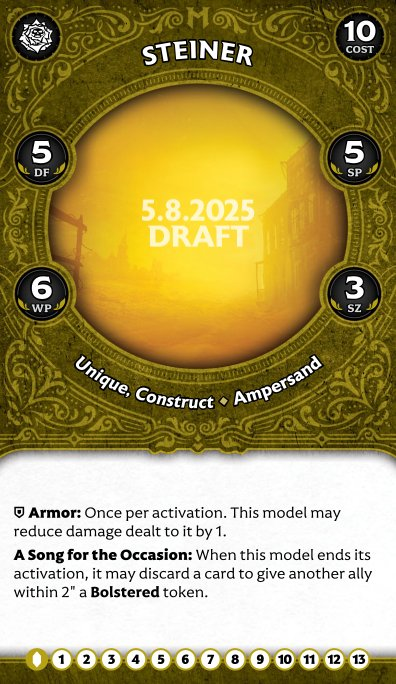 STEINER
10
COST
5
DF
5
SP
5.8.2025
DRAFT
6
WP
3
SZ
Unique, Construct ⬥ Ampersand
Armor: Once per activation. This model may
reduce damage dealt to it by 1.
A Song for the Occasion: When this model ends its
activation, it may discard a card to give another ally
within 2" a Bolstered token.
1 2 3 4 5 6 7 8 9 10 11 12 13